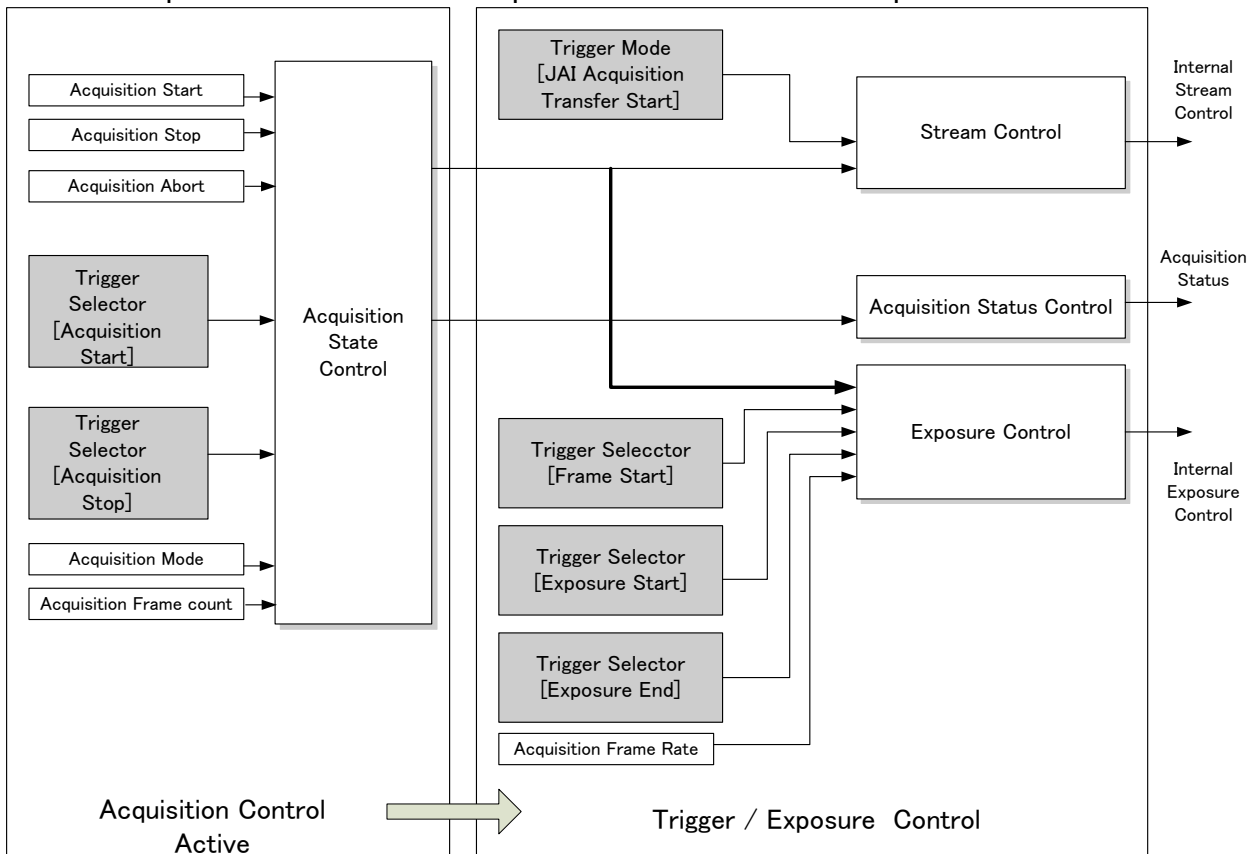 Acquisition Start
Acquisition Stop
Acquisition Abort
Trigger
Selector
[Acquisition
Start]
Trigger
Selector
[Acquisition
Stop]
Acquisition Mode
Acquisition Frame count
Acquisition
State
Control
Acquisition Control
Active
Trigger Mode
[JAI Acquisition
Transfer Start]
Stream Control
Internal
Stream
Control
Acquisition Status Control
Acquisition
Status
Exposure Control
Internal
Exposure
Control
Trigger Selecctor
[Frame Start]
Trigger Selector
[Exposure Start]
Trigger Selector
[Exposure End]
Acquisition Frame Rate
Trigger / Exposure Control